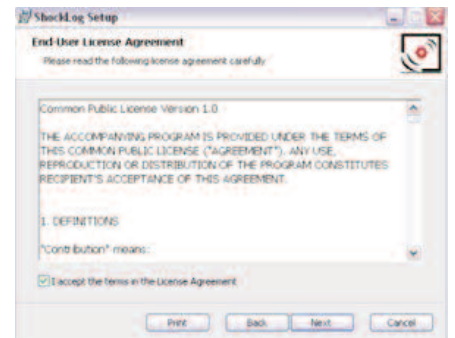 ShockLog Setup
End-User License Agreement
Please read the following license agreement carefully
Common Public License Version 1.0
THE ACCOMPANYING PROGRAM IS PROVIDED UNDER THE TERMS OF
THIS COMMON PUBLIC LICENSE ("AGREEMENT"). ANY USE,
REPRODUCTION OR DISTRIBUTION OF THE PROGRAM CONSTITUTES
RECIPIENT'S ACCEPTANCE OF THIS AGREEMENT.
1. DEFINITIONS
"Contribution" means:
I accept the terms in the License Agreement
Print Back Next Cancel